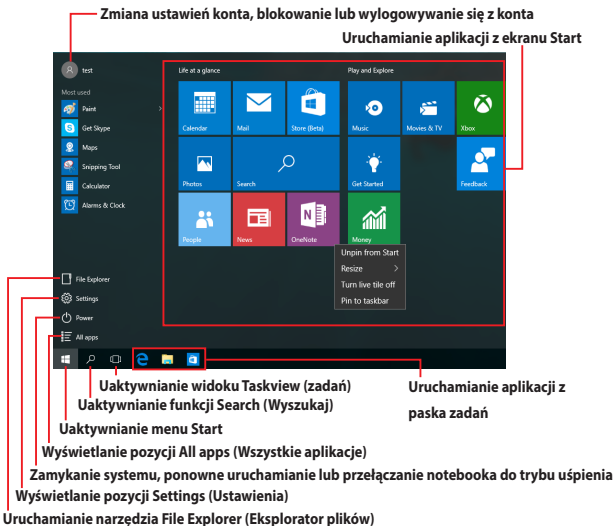 Zmiana ustawień konta, blokowanie lub wylogowywanie się z konta
Uruchamianie aplikacji z ekranu Start
test
Life at a glance
Play and Explore
Most used
Paint
Get Skype
Maps
Snipping Tool
Calculator
Alarms & Clock
Calendar
Mail
Store (Beta)
Music
Movies & TV
Xbox
Photos
Search
Get Started
Feedback
People
News
OneNote
Money
Unpin from Start
Resize
Turn live tile off
Pin to taskbar
File Explorer
Settings
Power
All apps
Uaktywnianie widoku Taskview (zadań)
Uruchamianie aplikacji z
paska zadań
Uaktywnianie funkcji Search (Wyszukaj)
Uaktywnianie menu Start
Wyświetlanie pozycji All apps (Wszystkie aplikacje)
Zamykanie systemu, ponowne uruchamianie lub przełączanie notebooka do trybu uśpienia
Wyświetlanie pozycji Settings (Ustawienia)
Uruchamianie narzędzia File Explorer (Eksplorator plików)